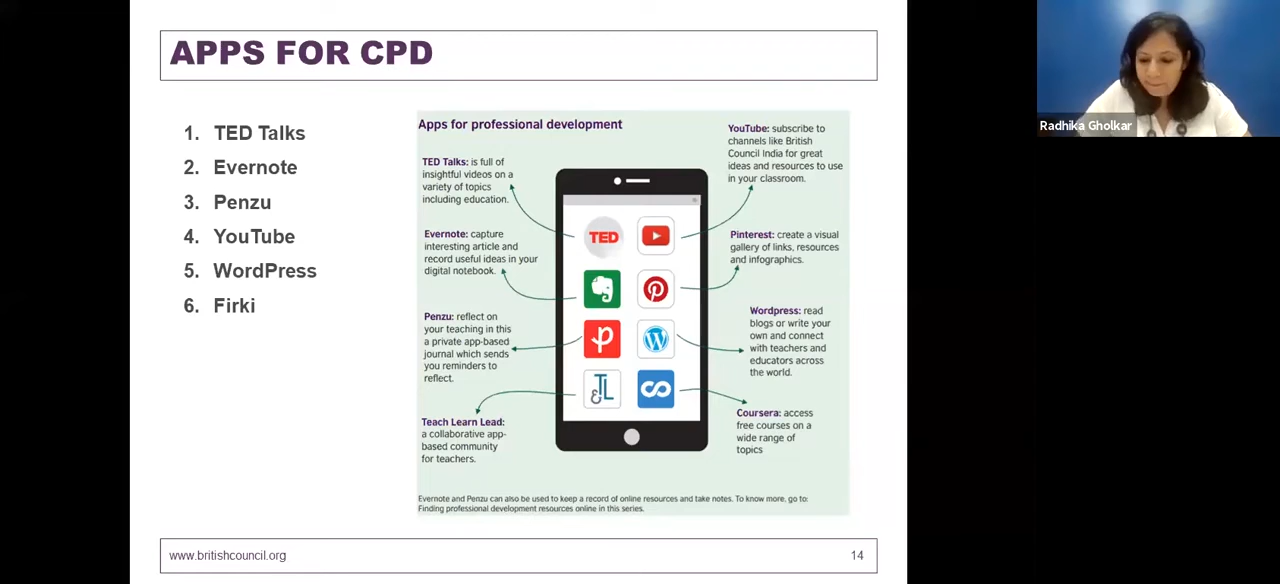 APPS FOR CPD
1. TED Talks
2. Evernote
3. Penzu
4. YouTube
5. WordPress
6. Firki
Apps for professional development
TED Talks: is full of
insightful videos on a
variety of topics
including education.
Evernote: capture
interesting article and
record useful ideas in your
digital notebook.
Penzu: reflect on
your teaching in this
a private app-based
journal which sends
you reminders to
reflect.
Teach Learn Lead:
a collaborative app-
based community
for teachers.
TED
P
T&L
YouTube: subscribe to
channels like British
Council India for great
ideas and resources to use
in your classroom.
Pinterest: create a visual
gallery of links, resources
and infographics.
Wordpress: read
blogs or write your
own and connect
with teachers and
educators across
the world.
Coursera: access
free courses on a
wide range of
topics
Evernote and Penzu can also be used to keep a record of online resources and take notes. To know more, go to:
Finding professional development resources online in this series.
www.britishcouncil.org
14
Radhika Gholkar